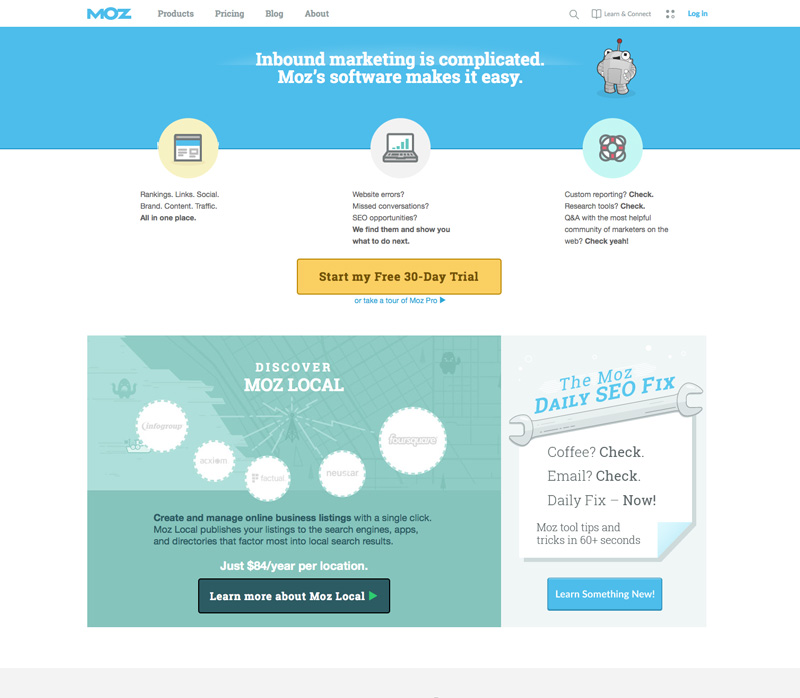 MOZ
Products Pricing Blog About
Learn & Connect
Log in
Inbound marketing is complicated.
Moz's software makes it easy.
Rankings. Links. Social.
Brand. Content. Traffic.
All in one place.
Website errors?
Missed conversations?
SEO opportunities?
We find them and show you
what to do next.
Custom reporting? Check.
Research tools? Check.
Q&A with the most helpful
community of marketers on the
web? Check yeah!
Start my Free 30-Day Trial
or take a tour of Moz Pro
DISCOVER
MOZ LOCAL
infogroup
acxiom
factual
neustar
foursquare
Create and manage online business listings with a single click.
Moz Local publishes your listings to the search engines, apps,
and directories that factor most into local search results.
Just $84/year per location.
Learn more about Moz Local
The Moz
DAILY SEO FIX
Coffee? Check.
Email? Check.
Daily Fix – Now!
Moz tool tips and
tricks in 60+ seconds
Learn Something New!